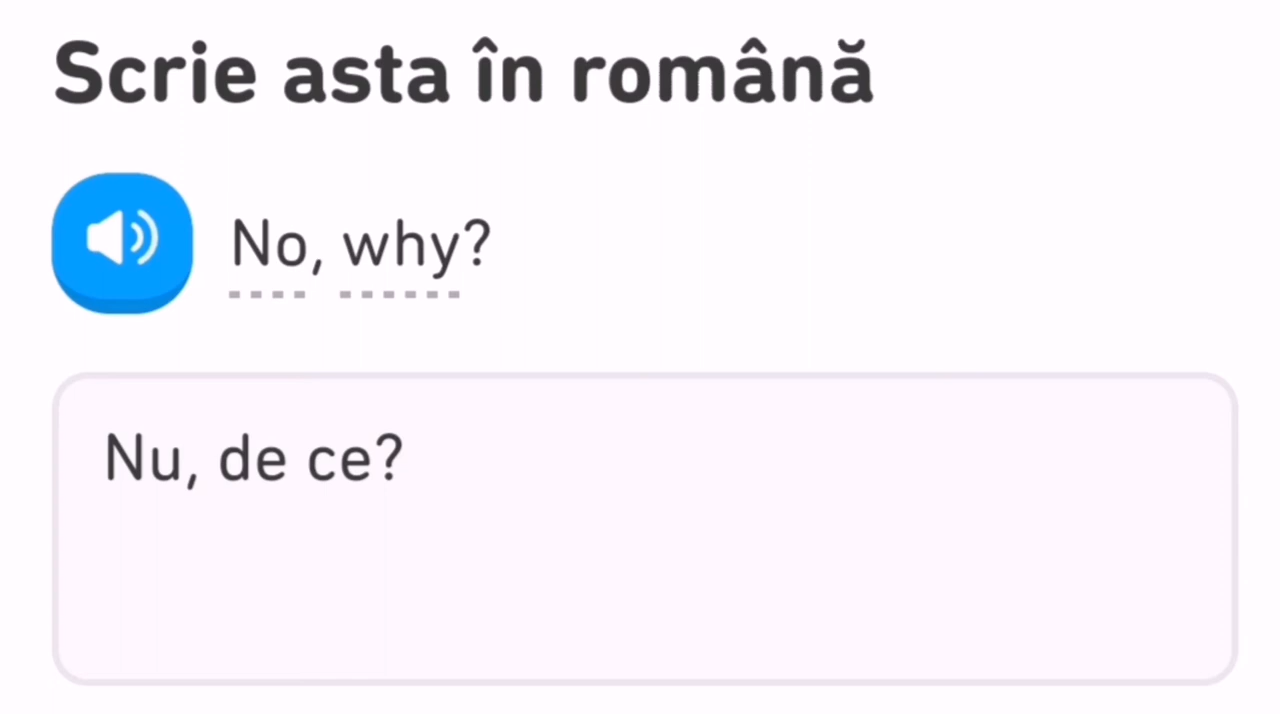 Scrie asta în română
No, why?
Nu, de ce?